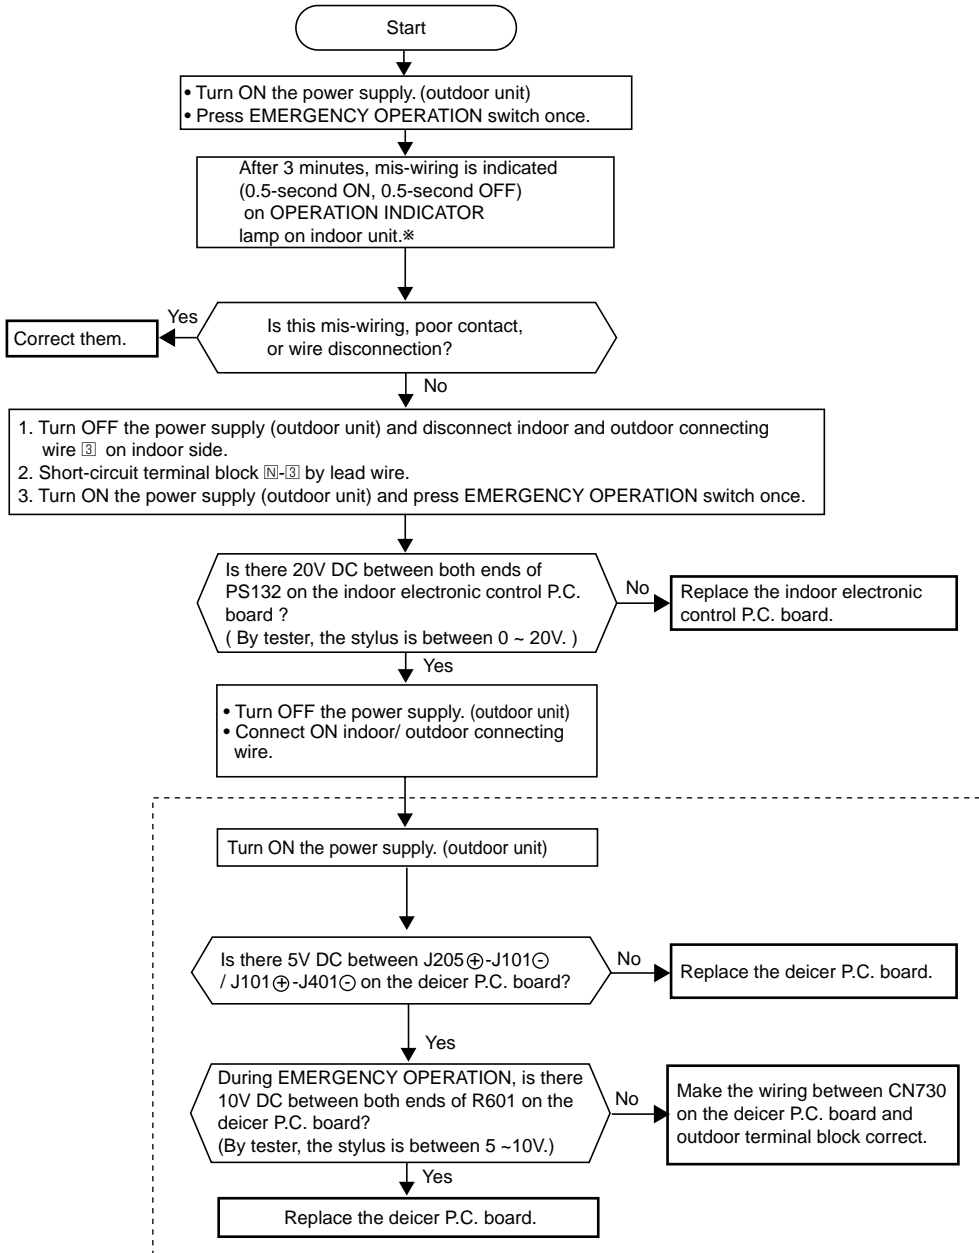 Start
• Turn ON the power supply. (outdoor unit)
• Press EMERGENCY OPERATION switch once.
After 3 minutes, mis-wiring is indicated
(0.5-second ON, 0.5-second OFF)
on OPERATION INDICATOR
lamp on indoor unit.※
Yes
Is this mis-wiring, poor contact,
or wire disconnection?
Correct them.
No
1. Turn OFF the power supply (outdoor unit) and disconnect indoor and outdoor connecting
wire 3 on indoor side.
2. Short-circuit terminal block N-3 by lead wire.
3. Turn ON the power supply (outdoor unit) and press EMERGENCY OPERATION switch once.
Is there 20V DC between both ends of
PS132 on the indoor electronic control P.C.
board ?
( By tester, the stylus is between 0 ~ 20V. )
No
Replace the indoor electronic
control P.C. board.
Yes
• Turn OFF the power supply. (outdoor unit)
• Connect ON indoor/ outdoor connecting
wire.
Turn ON the power supply. (outdoor unit)
Is there 5V DC between J205⊕-J101⊖
/ J101⊕-J401⊖ on the deicer P.C. board?
No
Replace the deicer P.C. board.
Yes
During EMERGENCY OPERATION, is there
10V DC between both ends of R601 on the
deicer P.C. board?
(By tester, the stylus is between 5 ~10V.)
No
Make the wiring between CN730
on the deicer P.C. board and
outdoor terminal block correct.
Yes
Replace the deicer P.C. board.